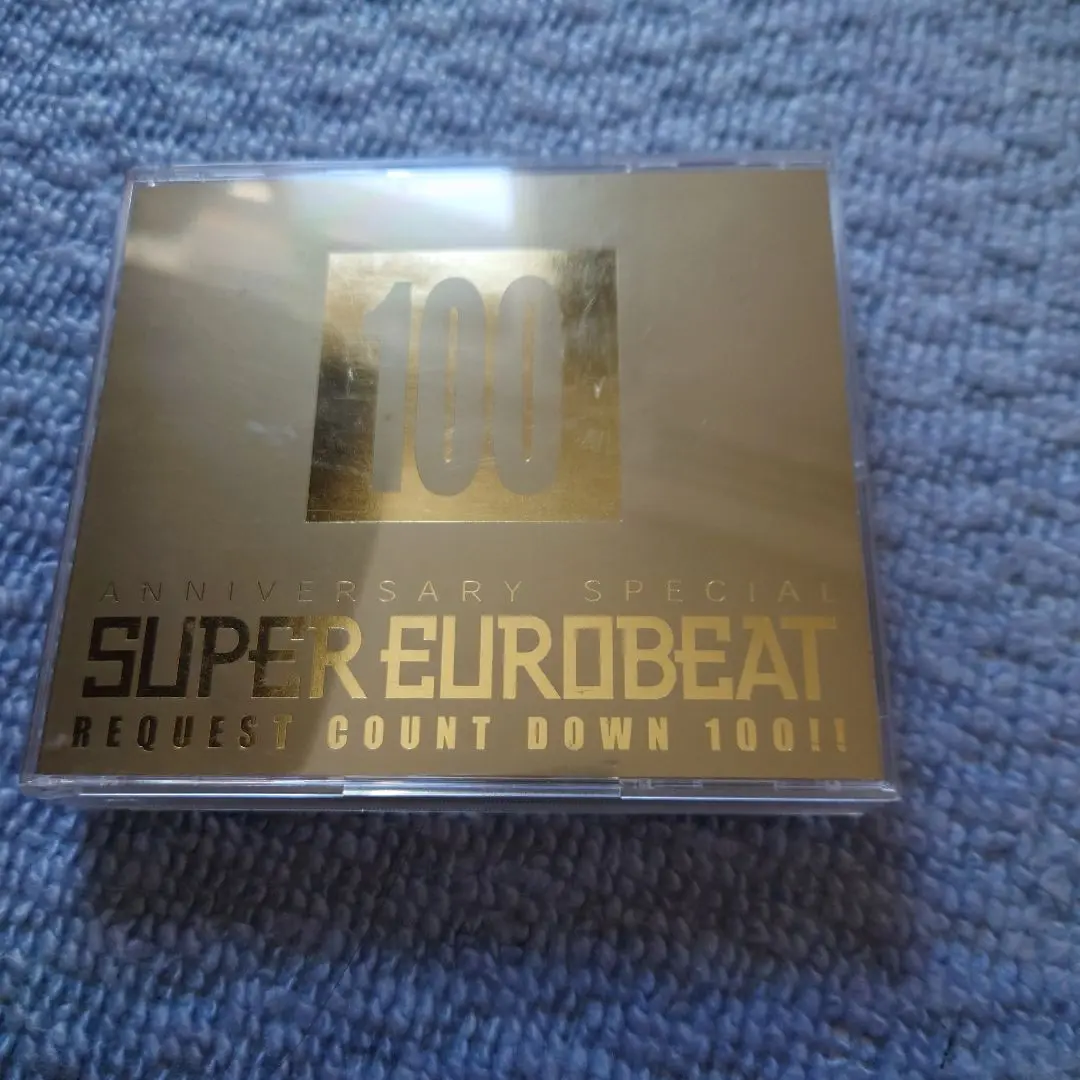 100
ANNIVERSARY SPECIAL
SUPER EUROBEAT
REQUEST COUNT DOWN 100!!